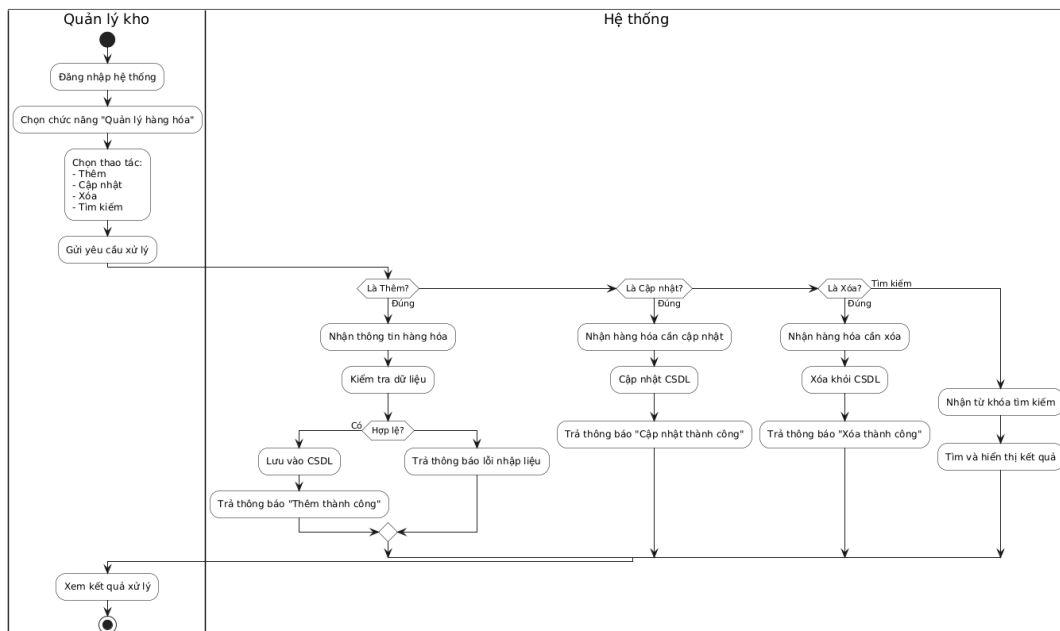 Quản lý kho
Hệ thống
Đăng nhập hệ thống
Chọn chức năng "Quản lý hàng hóa"
Chọn thao tác:
- Thêm
- Cập nhật
- Xóa
- Tìm kiếm
Gửi yêu cầu xử lý
Là Thêm?
Đúng
Là Cập nhật?
Đúng
Là Xóa?
Đúng
Tìm kiếm
Nhận thông tin hàng hóa
Kiểm tra dữ liệu
Hợp lệ?
Có
Lưu vào CSDL
Trả thông báo "Thêm thành công"
Trả thông báo lỗi nhập liệu
Nhận hàng hóa cần cập nhật
Cập nhật CSDL
Trả thông báo "Cập nhật thành công"
Nhận hàng hóa cần xóa
Xóa khỏi CSDL
Trả thông báo "Xóa thành công"
Nhận từ khóa tìm kiếm
Tìm và hiển thị kết quả
Xem kết quả xử lý